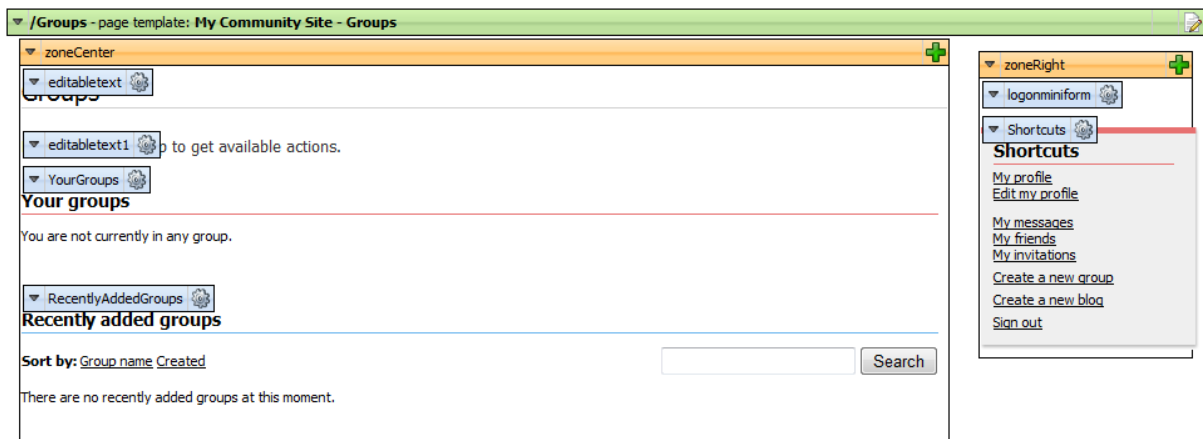 /Groups - page template: My Community Site - Groups
zoneCenter
editabletext
Groups
editabletext1
to get available actions.
YourGroups
Your groups
You are not currently in any group.
RecentlyAddedGroups
Recently added groups
Sort by: Group name Created
Search
There are no recently added groups at this moment.
zoneRight
logonminiform
Shortcuts
Shortcuts
My profile
Edit my profile
My messages
My friends
My invitations
Create a new group
Create a new blog
Sign out